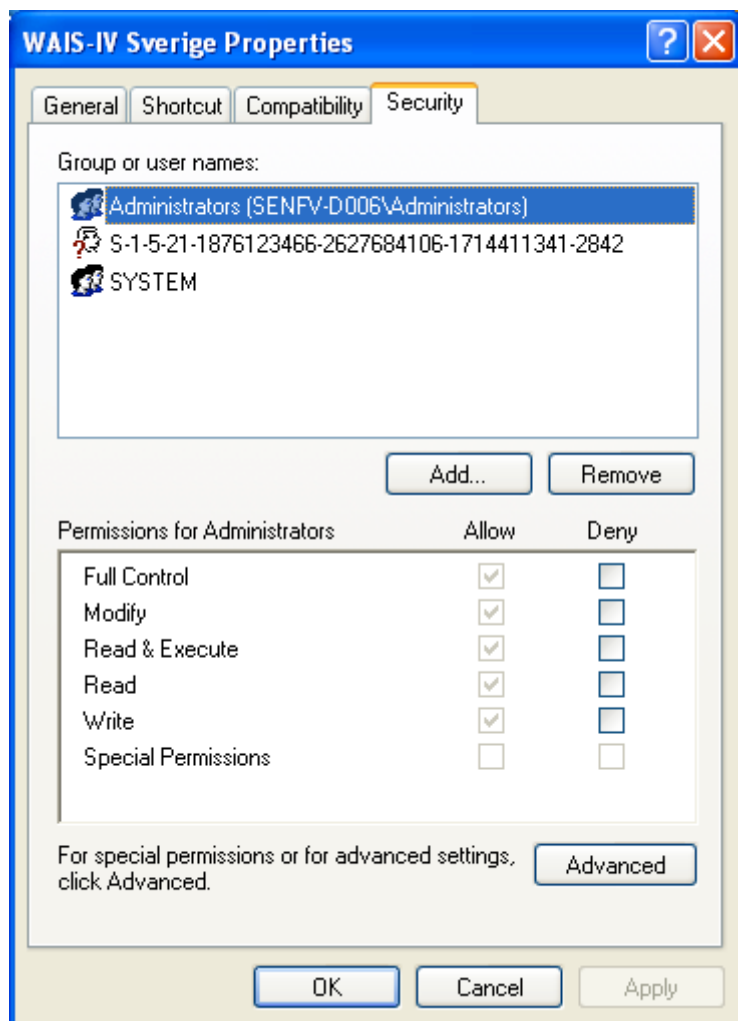 WAIS-IV Sverige Properties
General Shortcut Compatibility Security
Group or user names:
Administrators (SENFV-D006\Administrators)
S-1-5-21-1876123466-2627684106-1714411341-2842
SYSTEM
Add... Remove
Permissions for Administrators Allow Deny
Full Control
Modify
Read & Execute
Read
Write
Special Permissions
For special permissions or for advanced settings,
click Advanced.
Advanced
OK Cancel Apply